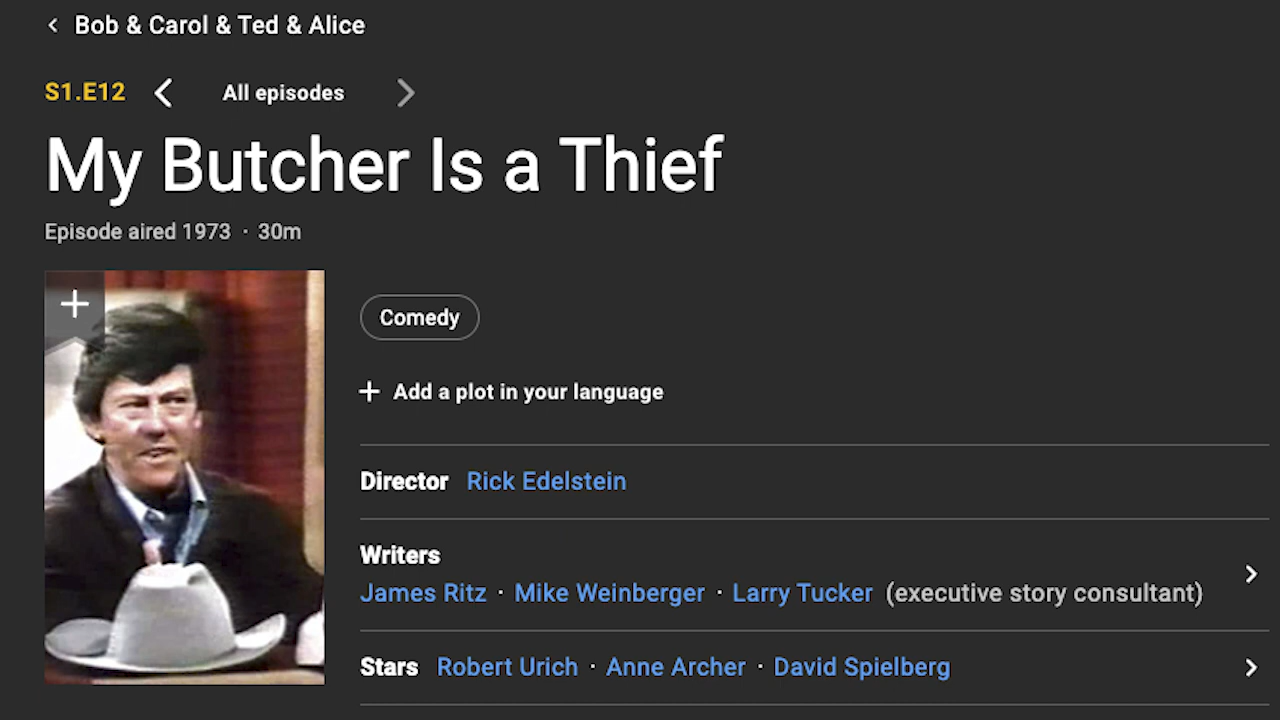 Bob & Carol & Ted & Alice
S1.E12 All episodes
My Butcher Is a Thief
Episode aired 1973 · 30m
Comedy
Add a plot in your language
Director Rick Edelstein
Writers
James Ritz · Mike Weinberger · Larry Tucker (executive story consultant)
Stars Robert Urich · Anne Archer · David Spielberg